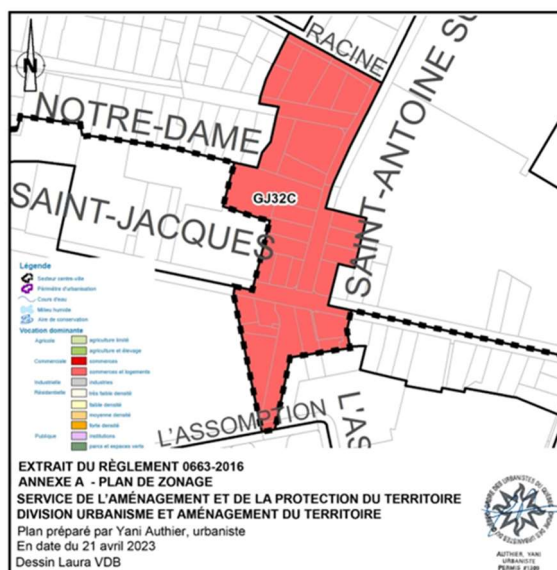 RACINE
N
NOTRE-DAME
SAINT-ANTOINE
GJ32C
SAINT-JACQUES
Légende
Secteur centre-ville
Périmètre d'urbanisation
Cours d'eau
Milieu humide
Aire de conservation
Vocation dominante
Agricole
agriculture limité
agriculture et élevage
Commerciale
commerces
commerces et logements
Industrielle
industries
Résidentielle
très faible densité
faible densité
moyenne densité
forte densité
Publique
institutions
parcs et espaces verts
L'ASSOMPTION
EXTRAIT DU RÈGLEMENT 0663-2016
ANNEXE A - PLAN DE ZONAGE
SERVICE DE L'AMÉNAGEMENT ET DE LA PROTECTION DU TERRITOIRE
DIVISION URBANISME ET AMÉNAGEMENT DU TERRITOIRE
Plan préparé par Yani Authier, urbaniste
En date du 21 avril 2023
Dessin Laura VDB
AUTHIER, YANI
URBANISTE